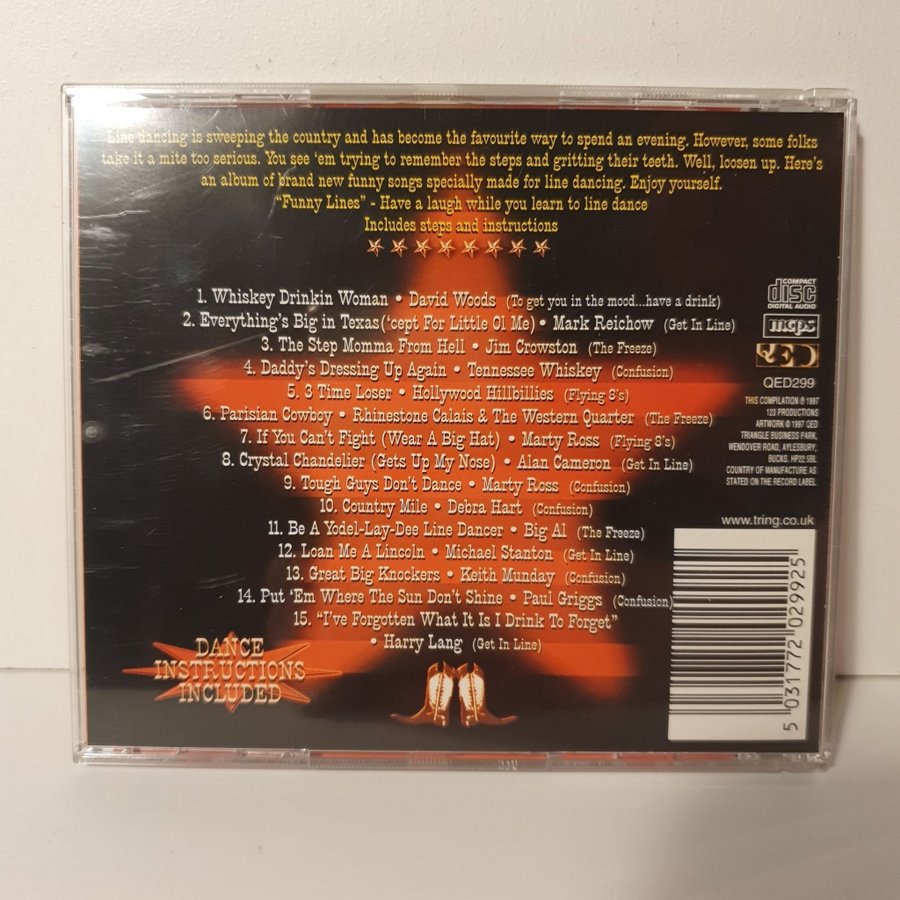 Line dancing is sweeping the country and has become the favourite way to spend an evening. However, some folks
take it a mite too serious. You see 'em trying to remember the steps and gritting their teeth. Well, loosen up. Here's
an album of brand new funny songs specially made for line dancing. Enjoy yourself.
"Funny Lines" - Have a laugh while you learn to line dance
Includes steps and instructions
1. Whiskey Drinkin Woman • David Woods (To get you in the mood...have a drink)
2. Everything's Big in Texas('cept For Little Ol Me) • Mark Reichow (Get In Line)
3. The Step Momma From Hell • Jim Crowston (The Freeze)
4. Daddy's Dressing Up Again • Tennessee Whiskey (Confusion)
5. 3 Time Loser • Hollywood Hillbillies (Flying 8's)
6. Parisian Cowboy • Rhinestone Calais & The Western Quarter (The Freeze)
7. If You Can't Fight (Wear A Big Hat) • Marty Ross (Flying 8's)
8. Crystal Chandelier (Gets Up My Nose) • Alan Cameron (Get In Line)
9. Tough Guys Don't Dance • Marty Ross (Confusion)
10. Country Mile • Debra Hart (Confusion)
11. Be A Yodel-Lay-Dee Line Dancer • Big Al (The Freeze)
12. Loan Me A Lincoln • Michael Stanton (Get In Line)
13. Great Big Knockers • Keith Munday (Confusion)
14. Put 'Em Where The Sun Don't Shine • Paul Griggs (Confusion)
15. "I've Forgotten What It Is I Drink To Forget"
• Harry Lang (Get In Line)
DANCE
INSTRUCTIONS
INCLUDED
COMPACT
disc
DIGITAL AUDIO
mcps
QED
QED299
THIS COMPILATION ℗ 1997
123 PRODUCTIONS
ARTWORK © 1997 QED
TRIANGLE BUSINESS PARK,
WENDOVER ROAD, AYLESBURY,
BUCKS. HP22 5BL
COUNTRY OF MANUFACTURE AS
STATED ON THE RECORD LABEL
www.tring.co.uk
5 031772 029925